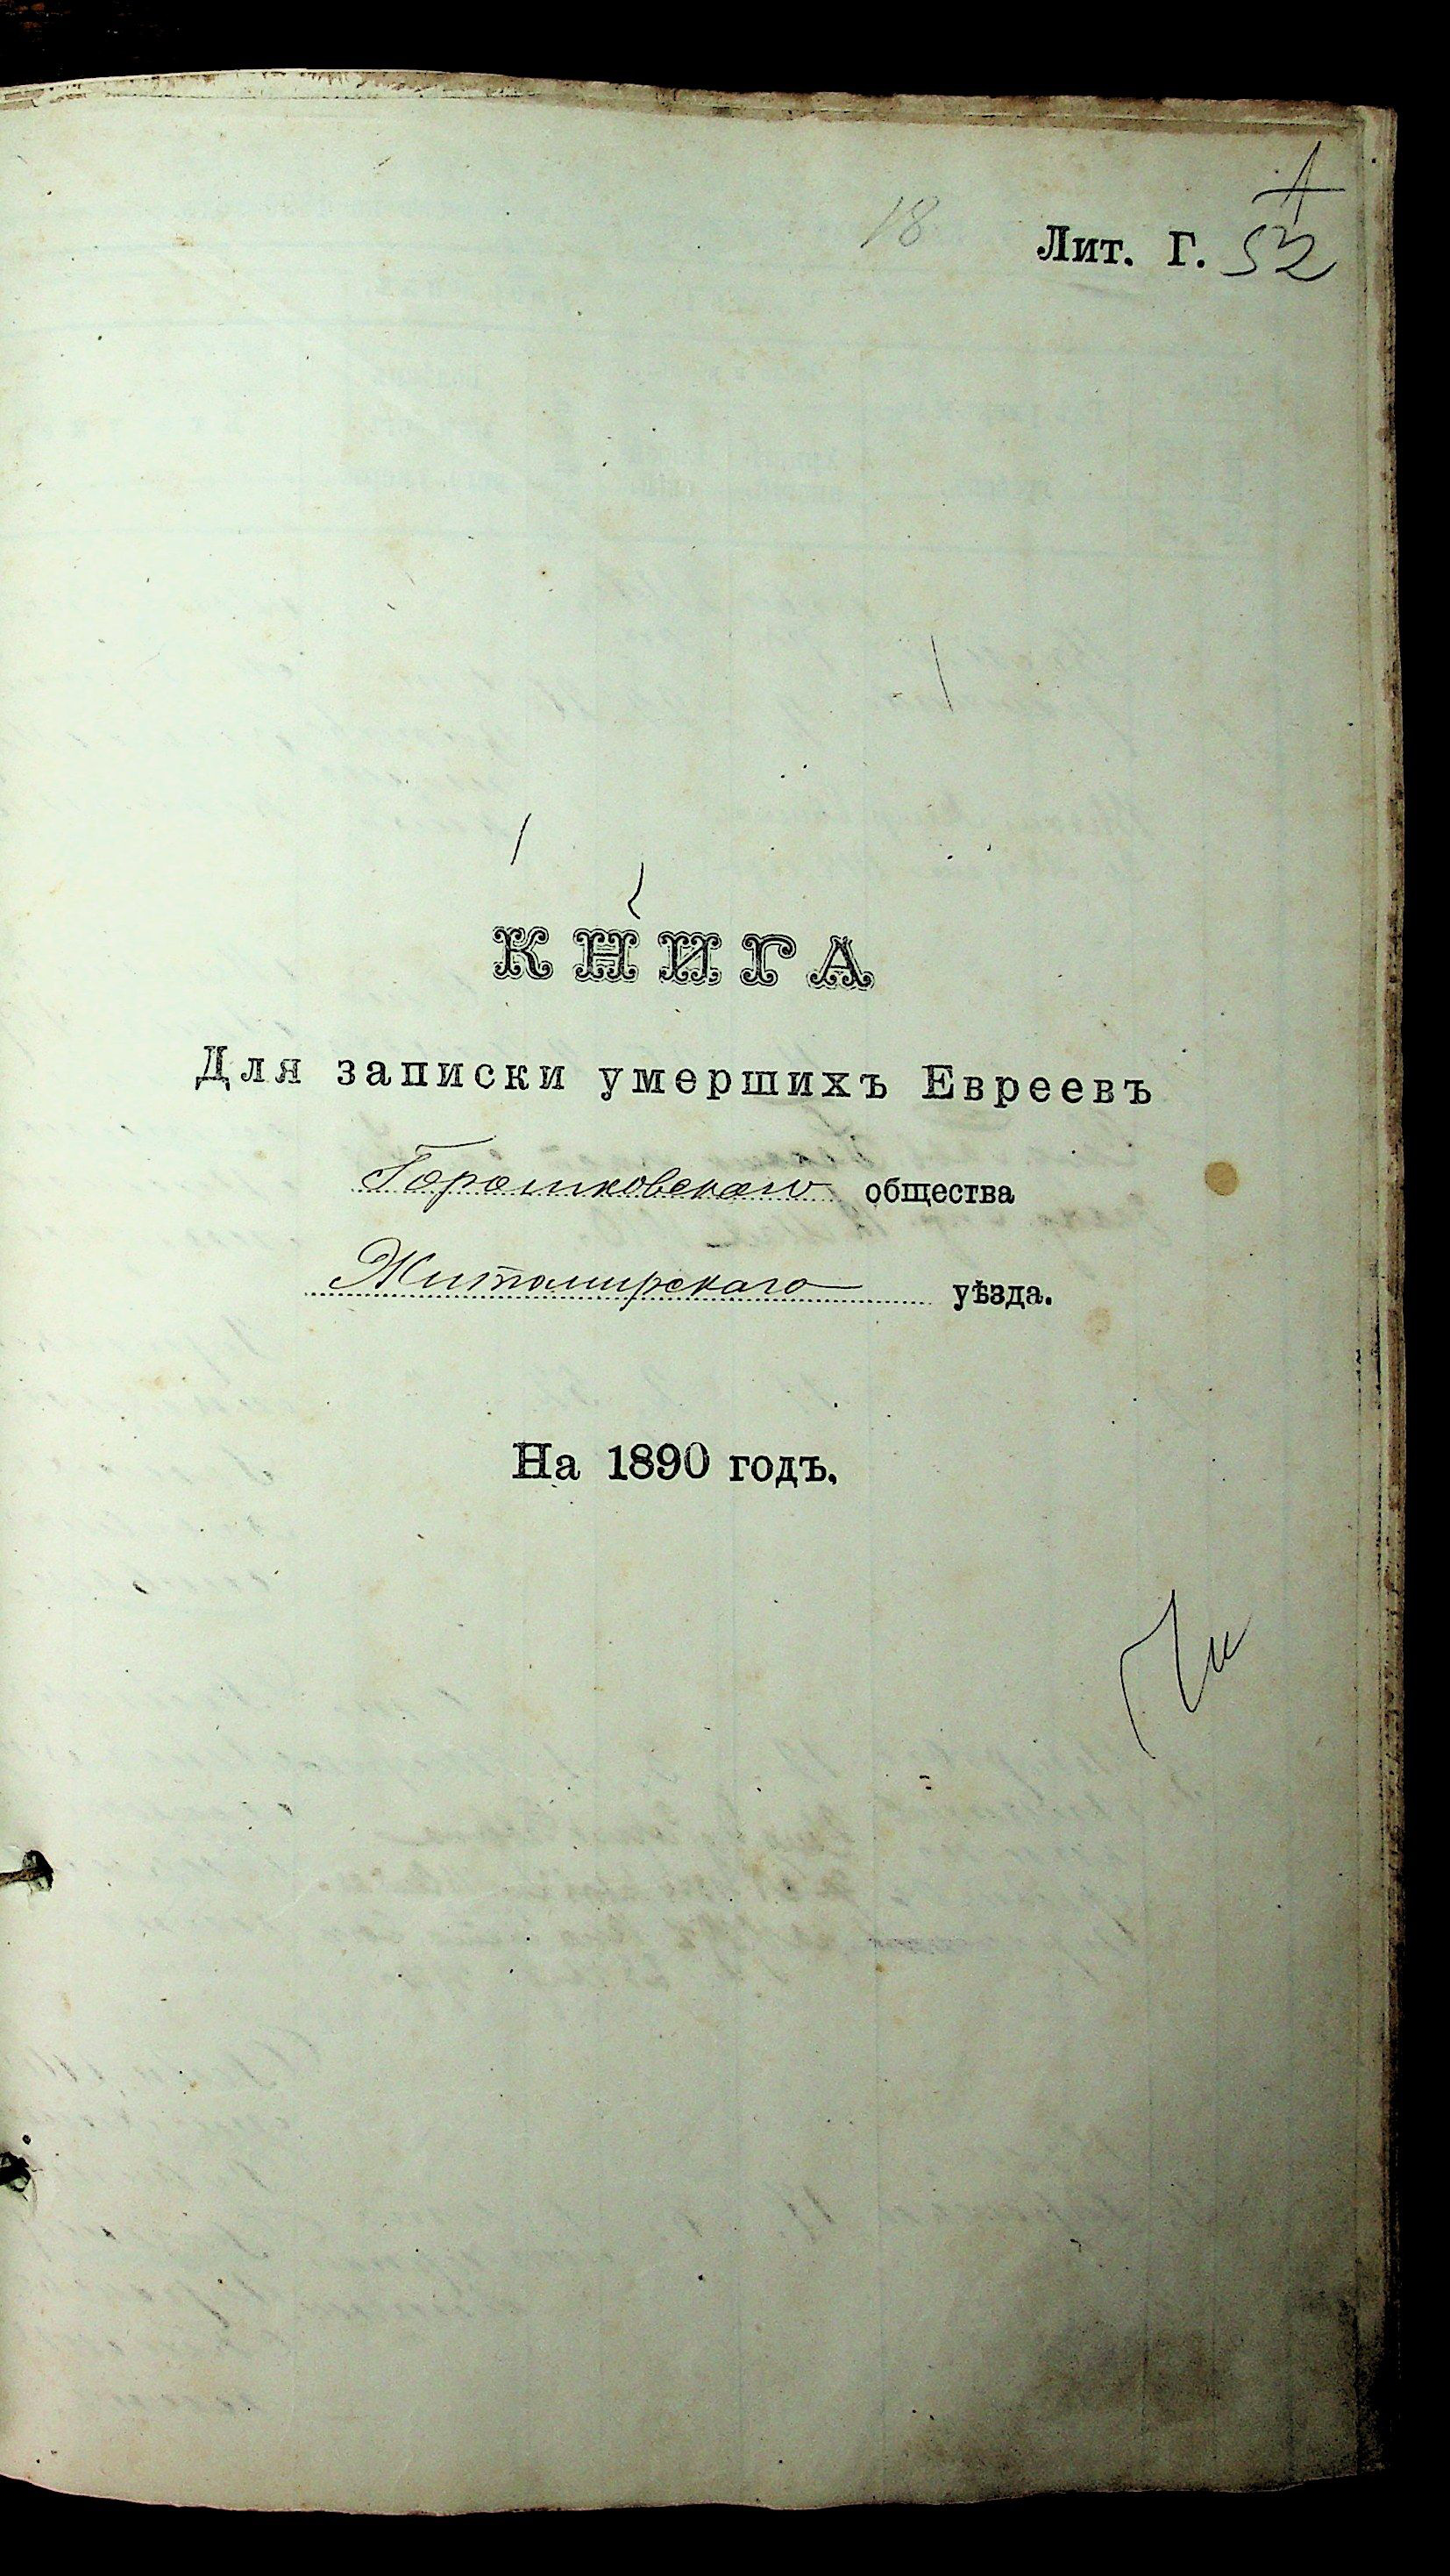 18
Лит. Г. 52
КНИГА
Для записки умершихъ Евреевъ
Горошковскаго общества
Житомирскаго уѣзда.
На 1890 годъ.